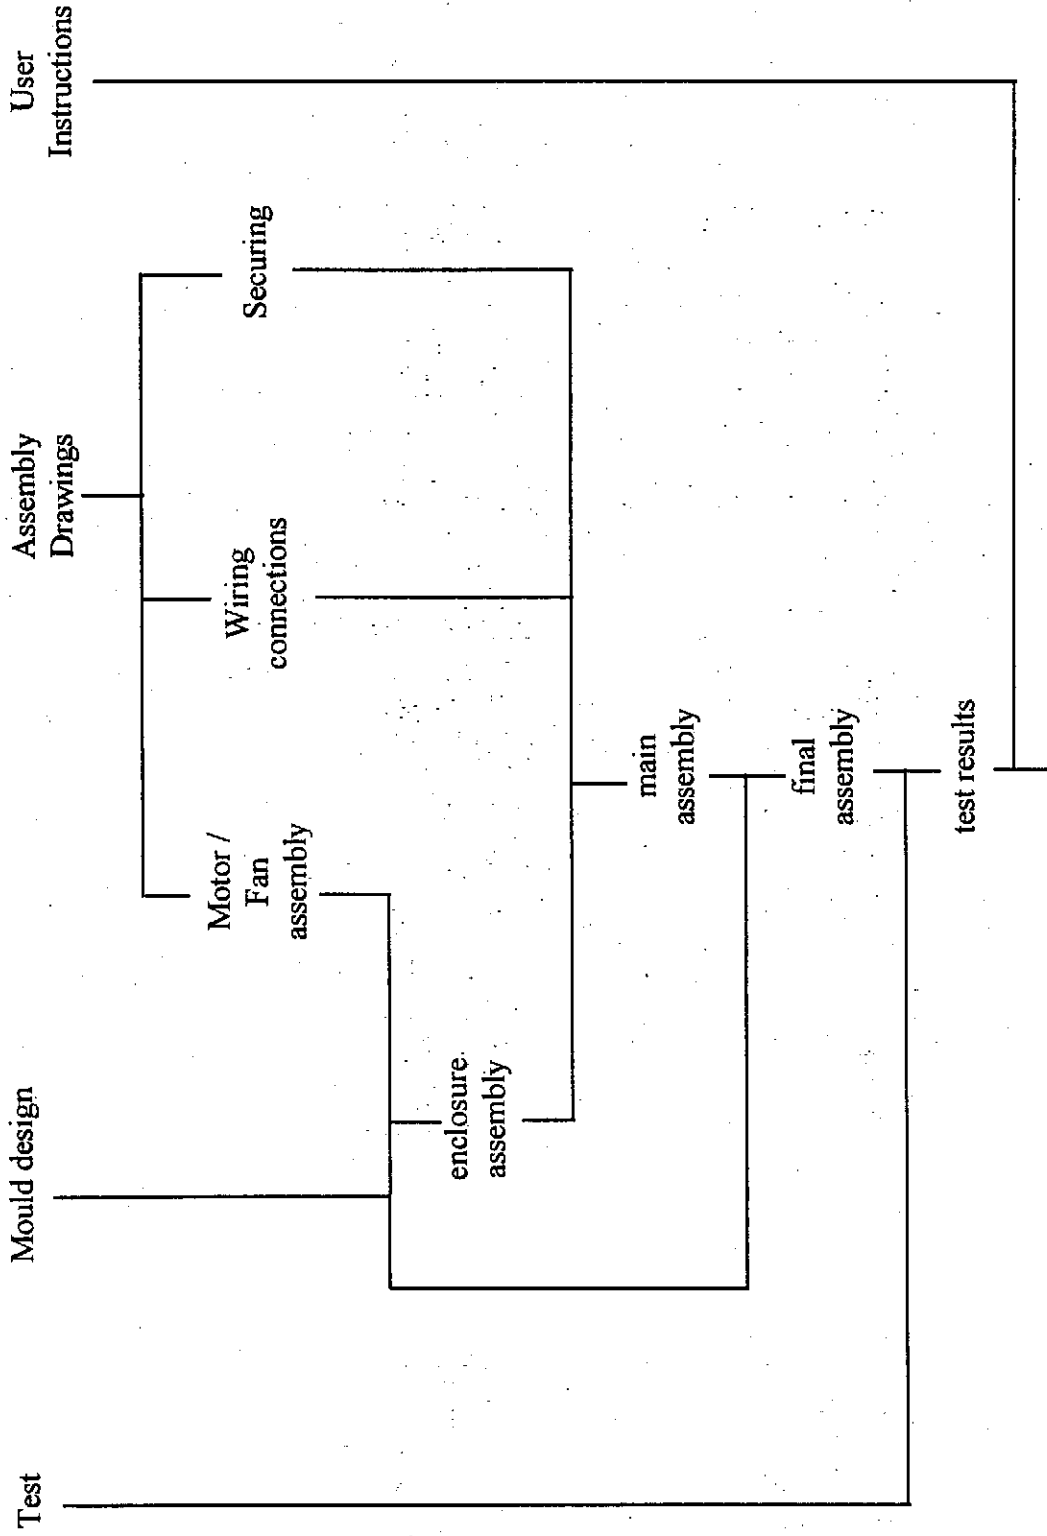 Test
Mould design
Assembly
Drawings
User
Instructions
Motor /
Fan
assembly
Wiring
connections
Securing
enclosure
assembly
main
assembly
final
assembly
test results